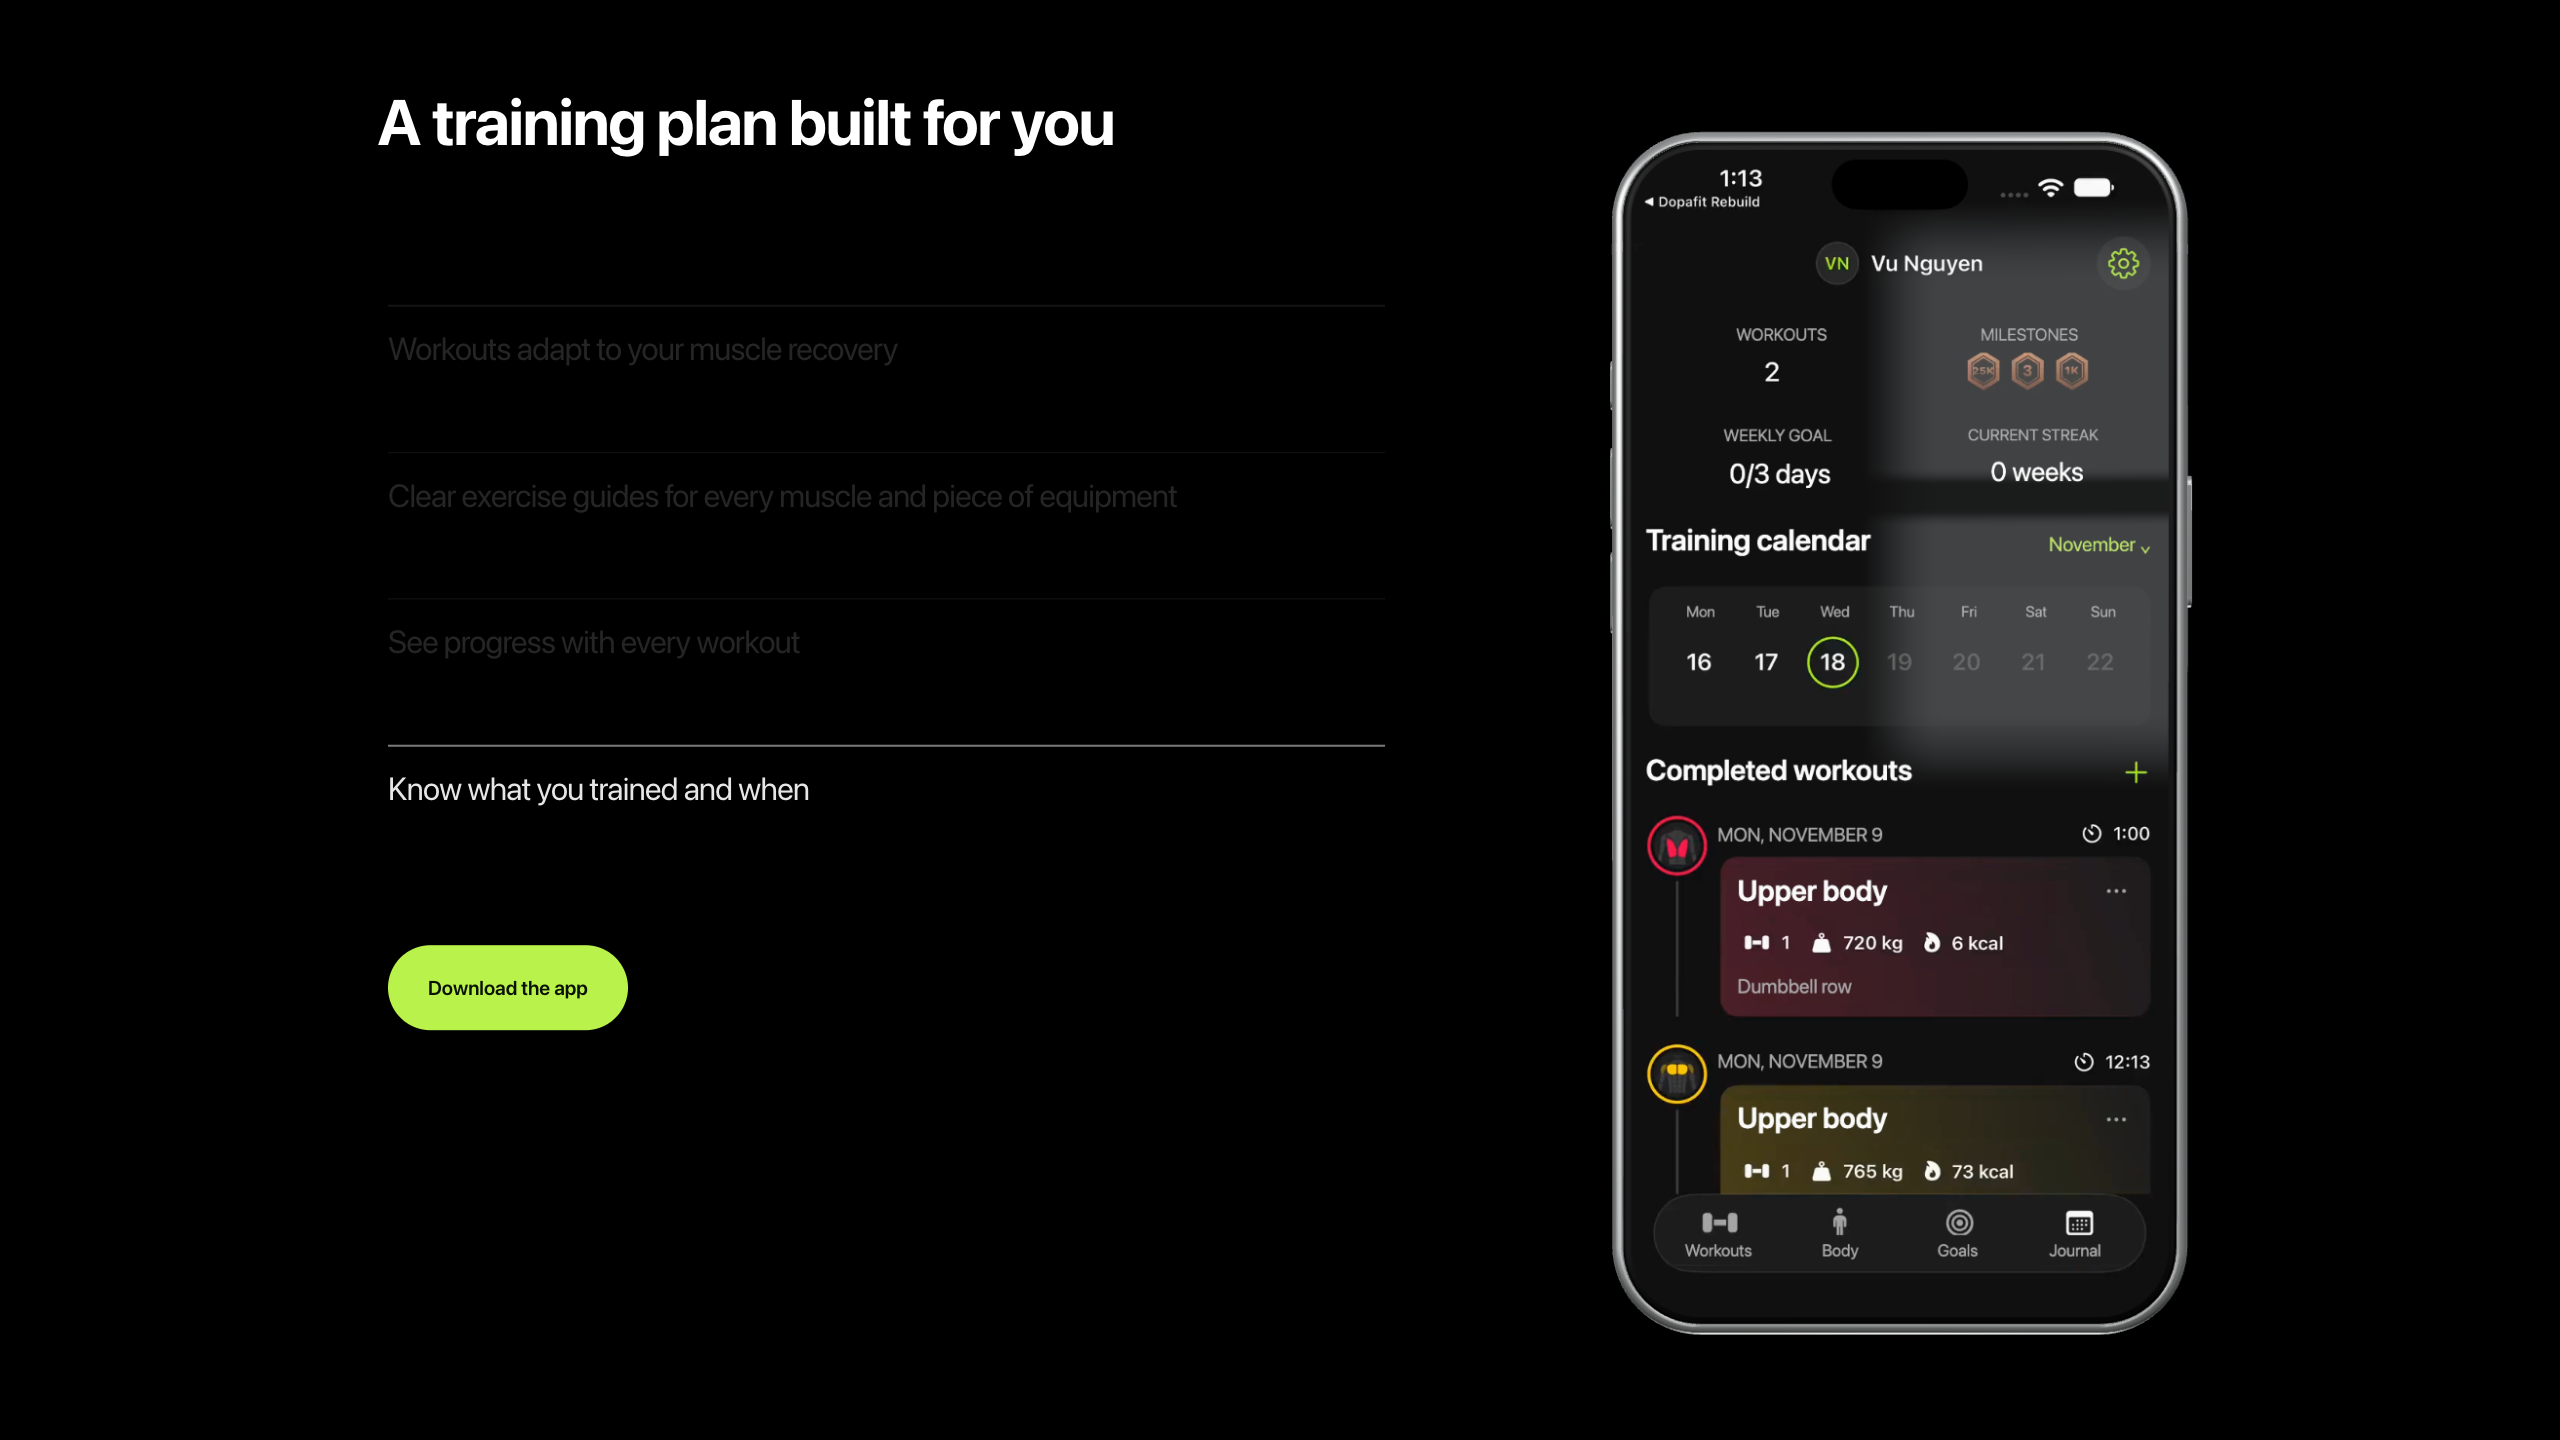 A training plan built for you
Workouts adapt to your muscle recovery
Clear exercise guides for every muscle and piece of equipment
See progress with every workout
Know what you trained and when
Download the app
1:13
◀ Dopafit Rebuild
VN Vu Nguyen
WORKOUTS
2
MILESTONES
25K 3 1K
WEEKLY GOAL
0/3 days
CURRENT STREAK
0 weeks
Training calendar
November
Mon Tue Wed Thu Fri Sat Sun
16 17 18 19 20 21 22
Completed workouts
MON, NOVEMBER 9 1:00
Upper body
1 720 kg 6 kcal
Dumbbell row
MON, NOVEMBER 9 12:13
Upper body
1 765 kg 73 kcal
Workouts Body Goals Journal